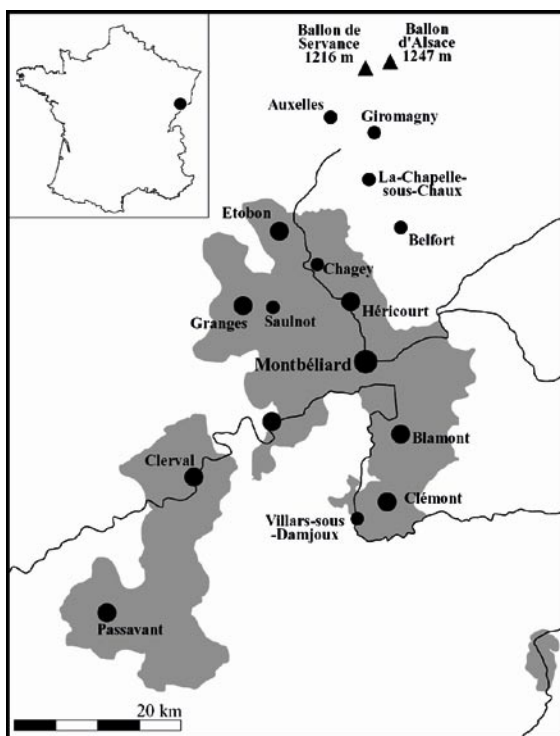 Ballon de
Servance
1216 m
Ballon
d'Alsace
1247 m
Auxelles
Giromagny
La-Chapelle-
sous-Chaux
Etobon
Belfort
Chagey
Granges
Saulnot
Héricourt
Montbéliard
Blamont
Clerval
Clémont
Villars-sous
-Damjoux
Passavant
20 km